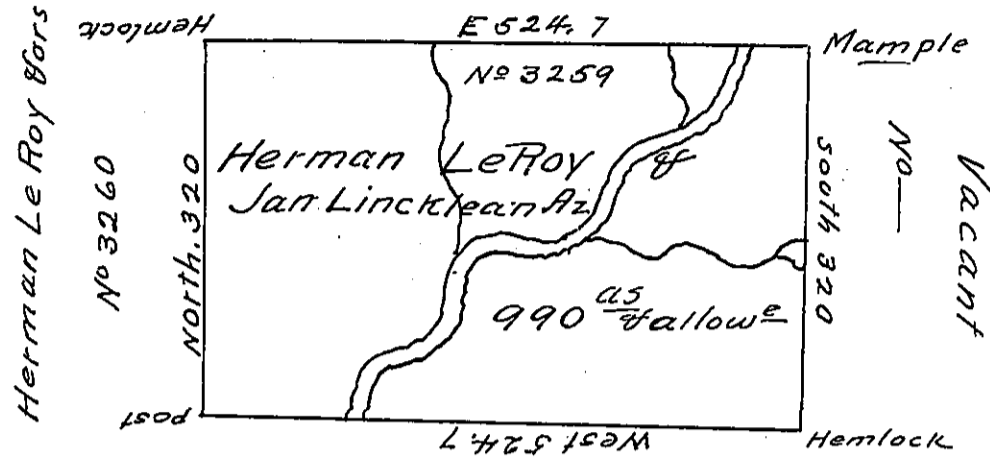 Hemlock
E 524.7
Mample
Nº 3259
Herman LeRoy &
Jan Lincklean Az
990 as & allowe
North. 320
Nº 3260
Herman Le Roy &ors
South 320
No—
Vacant
post
West 524.7
Hemlock